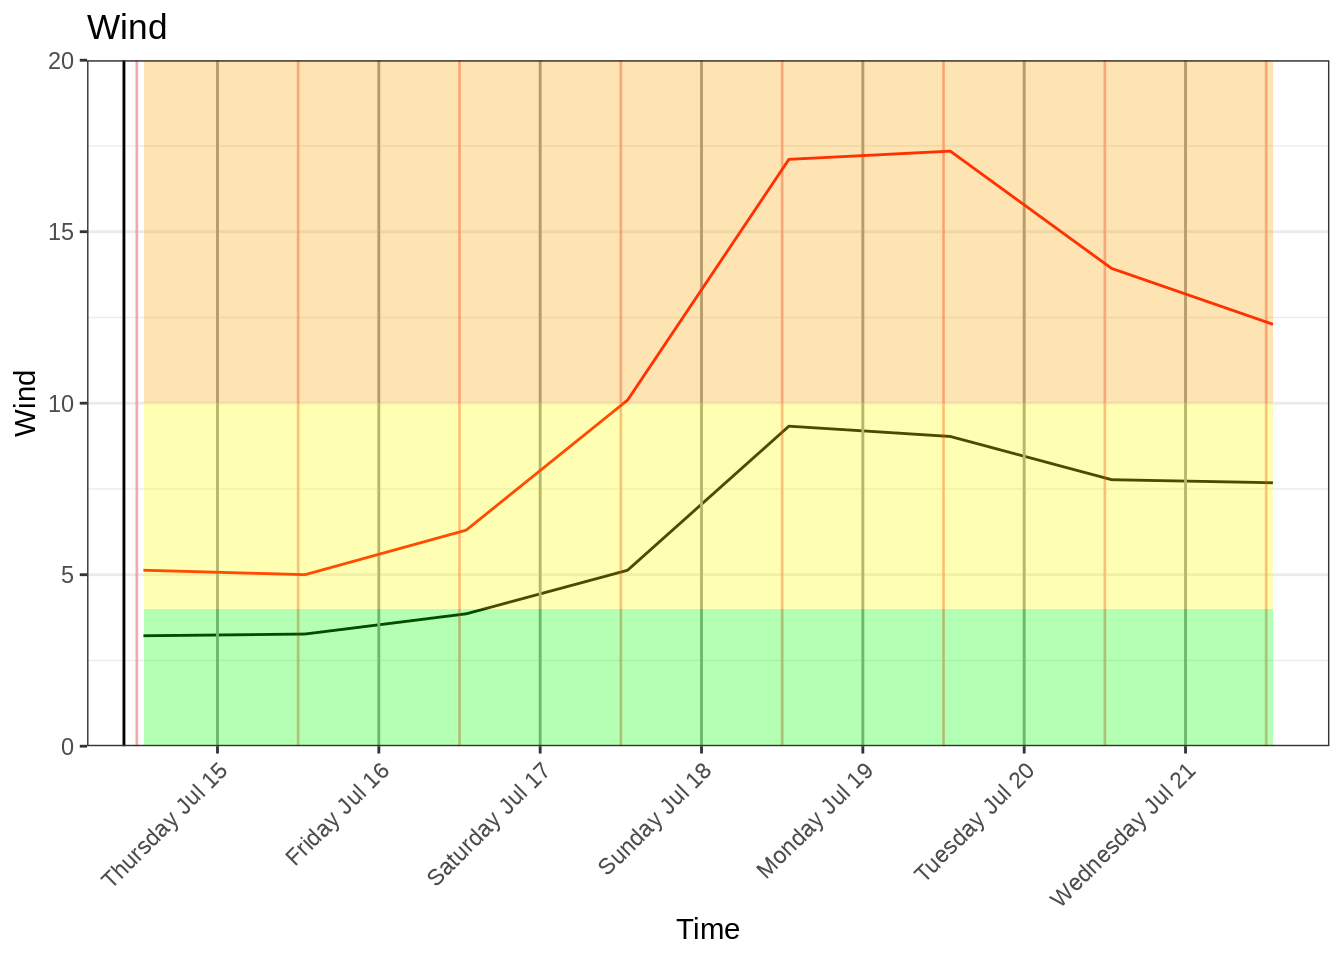 Wind
20
15
10
5
0
Wind
Thursday Jul 15
Friday Jul 16
Saturday Jul 17
Sunday Jul 18
Monday Jul 19
Tuesday Jul 20
Wednesday Jul 21
Time